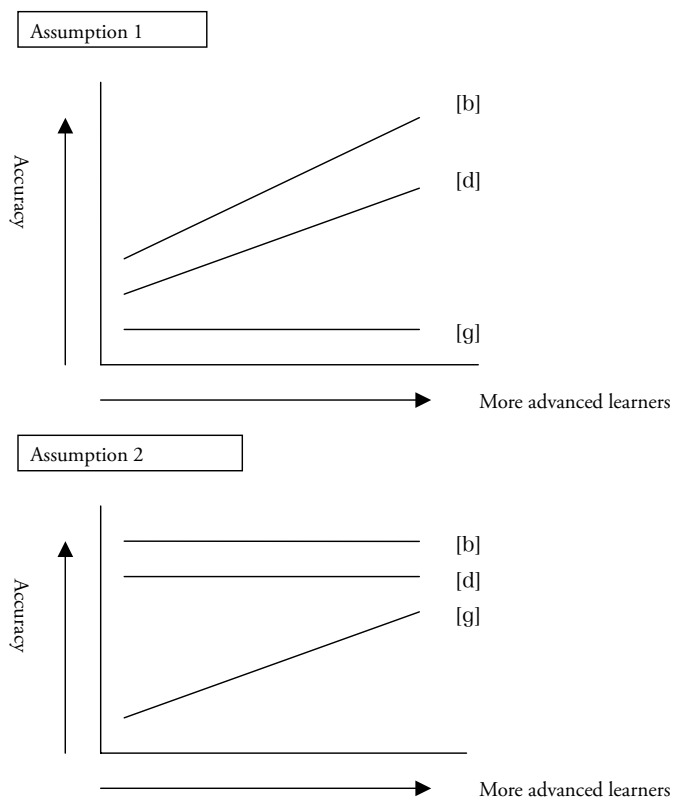 Assumption 1
[b]
[d]
Accuracy
[g]
More advanced learners
Assumption 2
[b]
[d]
Accuracy
[g]
More advanced learners